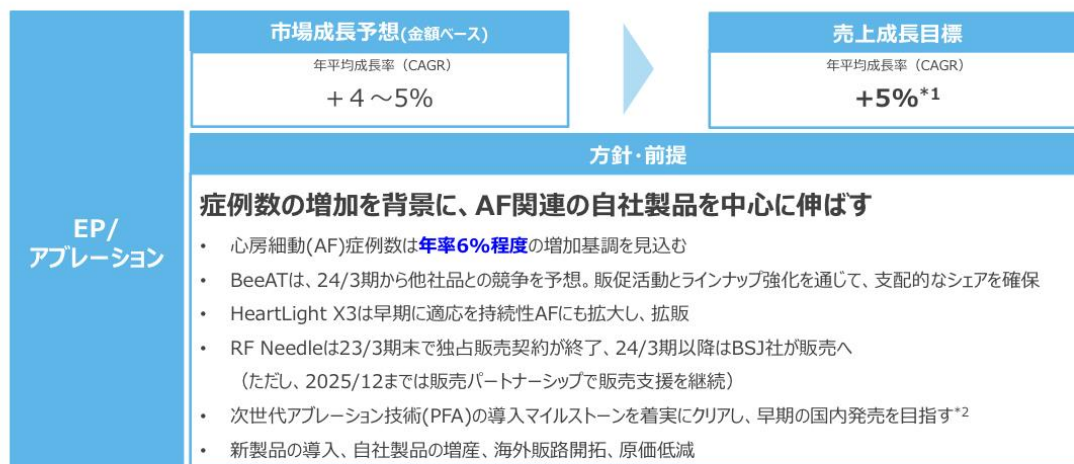 市場成長予想(金額ベース)
年平均成長率（CAGR）
＋４～5%
売上成長目標
年平均成長率（CAGR）
+5%*1
EP/
アブレーション
方針・前提
症例数の増加を背景に、AF関連の自社製品を中心に伸ばす
• 心房細動(AF)症例数は年率6%程度の増加基調を見込む
• BeeATは、24/3期から他社品との競争を予想。販促活動とラインナップ強化を通じて、支配的なシェアを確保
• HeartLight X3は早期に適応を持続性AFにも拡大し、拡販
• RF Needleは23/3期末で独占販売契約が終了、24/3期以降はBSJ社が販売へ
（ただし、2025/12までは販売パートナーシップで販売支援を継続）
• 次世代アブレーション技術(PFA)の導入マイルストーンを着実にクリアし、早期の国内発売を目指す*2
• 新製品の導入、自社製品の増産、海外販路開拓、原価低減